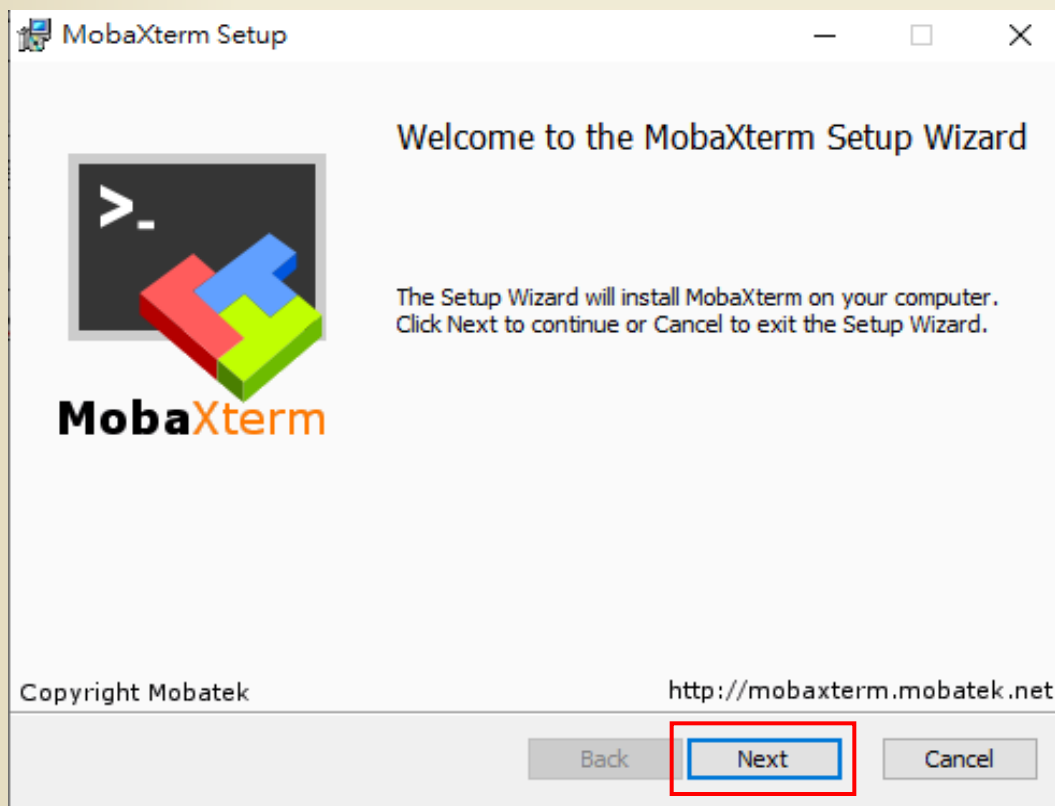 MobaXterm Setup
Welcome to the MobaXterm Setup Wizard
>_
The Setup Wizard will install MobaXterm on your computer.
Click Next to continue or Cancel to exit the Setup Wizard.
MobaXterm
Copyright Mobatek
http://mobaxterm.mobatek.net
Back
Next
Cancel